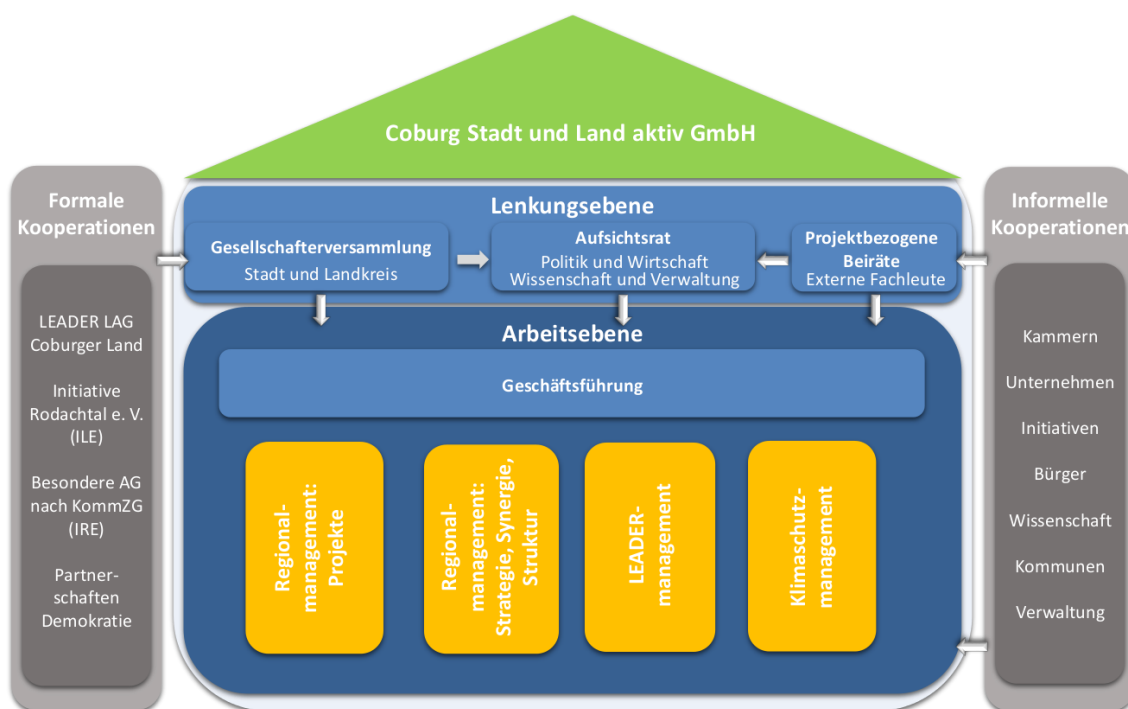 Coburg Stadt und Land aktiv GmbH
Formale
Kooperationen
LEADER LAG
Coburger Land
Initiative
Rodachtal e. V.
(ILE)
Besondere AG
nach KommZG
(IRE)
Partner-
schaften
Demokratie
Lenkungsebene
Gesellschafterversammlung
Stadt und Landkreis
Aufsichtsrat
Politik und Wirtschaft
Wissenschaft und Verwaltung
Projektbezogene
Beiräte
Externe Fachleute
Arbeitsebene
Geschäftsführung
Regional-
management:
Projekte
Regional-
management:
Strategie, Synergie,
Struktur
LEADER-
management
Klimaschutz-
management
Informelle
Kooperationen
Kammern
Unternehmen
Initiativen
Bürger
Wissenschaft
Kommunen
Verwaltung